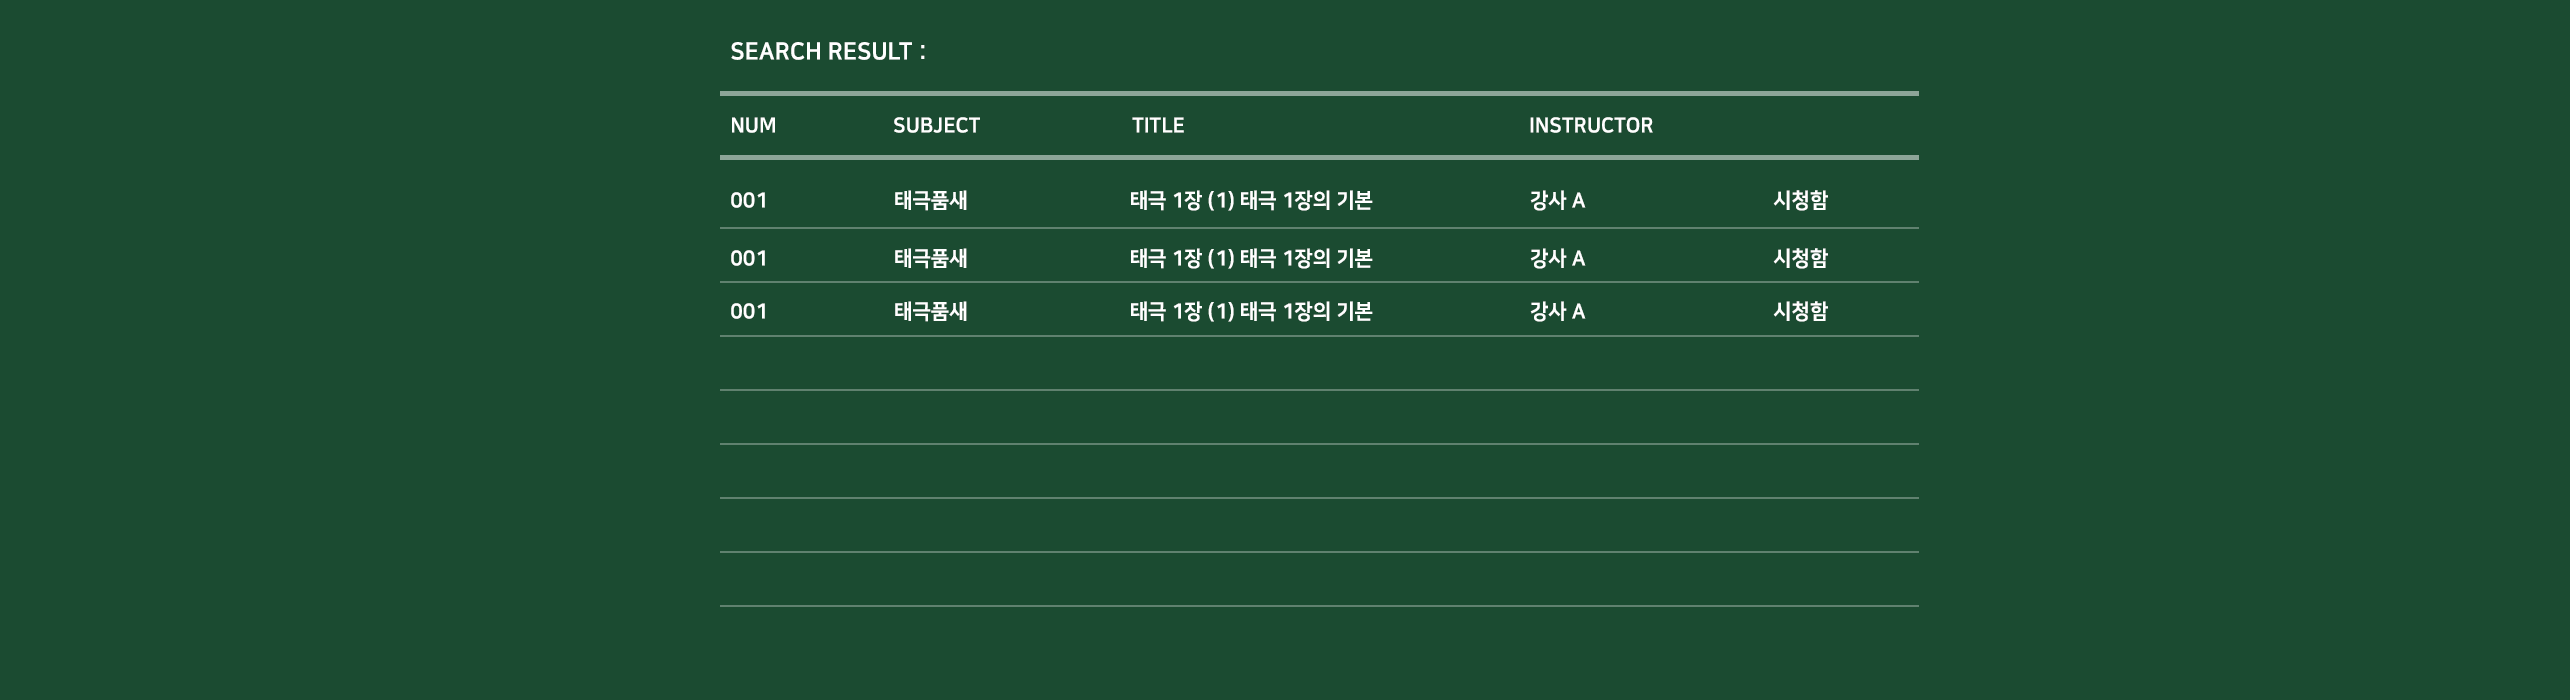 SEARCH RESULT :
NUM SUBJECT TITLE INSTRUCTOR
001 태극품새 태극 1장 (1) 태극 1장의 기본 강사 A 시청함
001 태극품새 태극 1장 (1) 태극 1장의 기본 강사 A 시청함
001 태극품새 태극 1장 (1) 태극 1장의 기본 강사 A 시청함